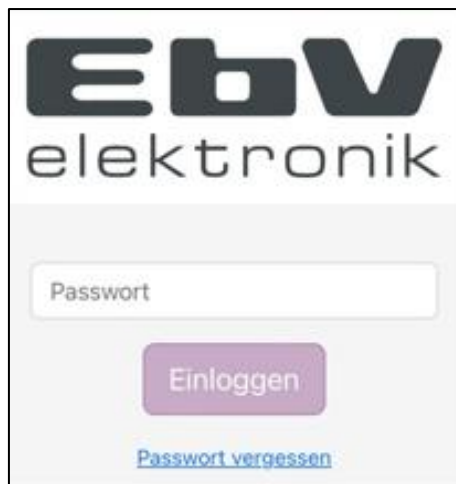 EbV
elektronik
Passwort
Einloggen
Passwort vergessen